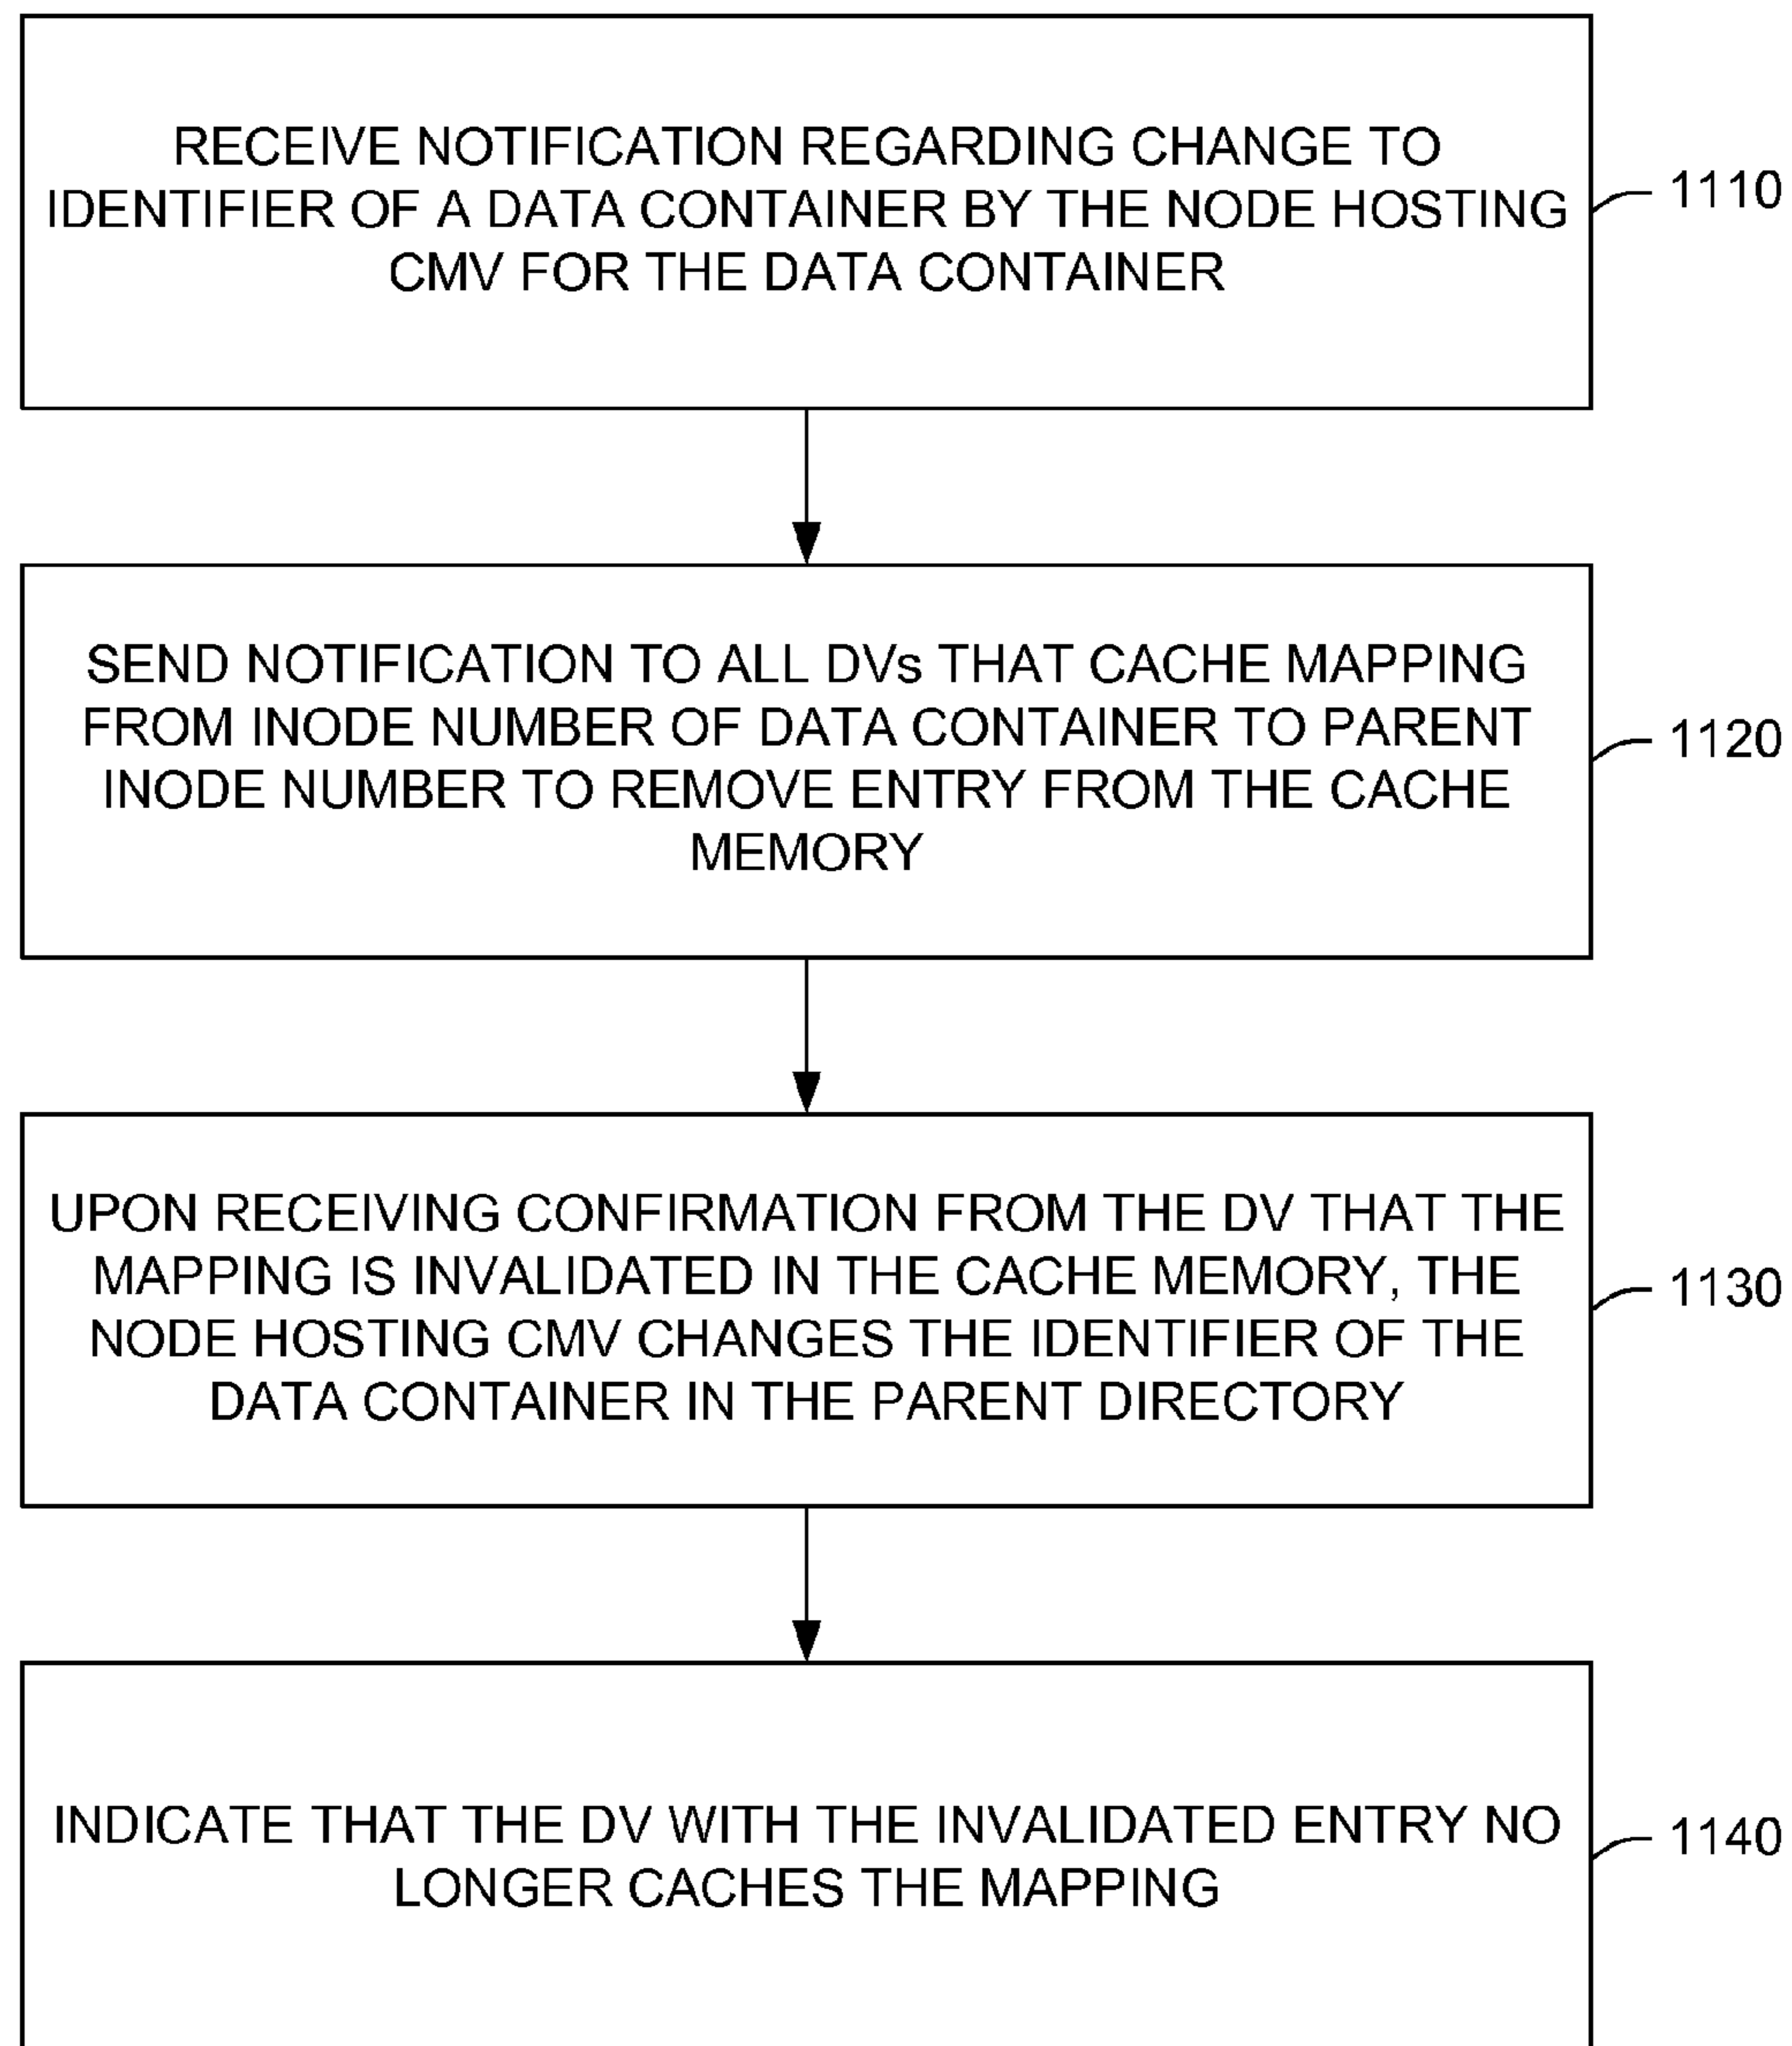 RECEIVE NOTIFICATION REGARDING CHANGE TO
IDENTIFIER OF A DATA CONTAINER BY THE NODE HOSTING
CMV FOR THE DATA CONTAINER
1110
SEND NOTIFICATION TO ALL DVs THAT CACHE MAPPING
FROM INODE NUMBER OF DATA CONTAINER TO PARENT
INODE NUMBER TO REMOVE ENTRY FROM THE CACHE
MEMORY
1120
UPON RECEIVING CONFIRMATION FROM THE DV THAT THE
MAPPING IS INVALIDATED IN THE CACHE MEMORY, THE
NODE HOSTING CMV CHANGES THE IDENTIFIER OF THE
DATA CONTAINER IN THE PARENT DIRECTORY
1130
INDICATE THAT THE DV WITH THE INVALIDATED ENTRY NO
LONGER CACHES THE MAPPING
1140